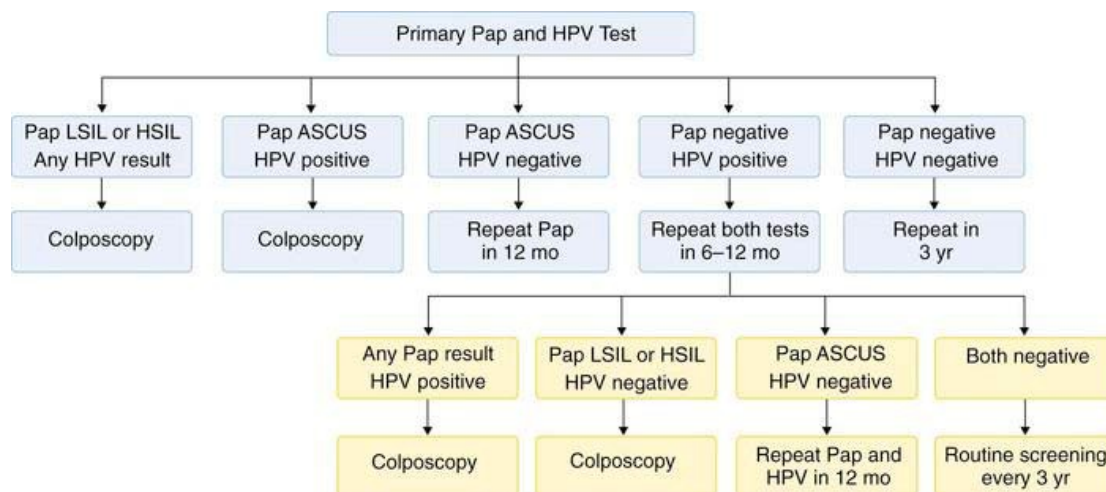 Primary Pap and HPV Test
Pap LSIL or HSIL
Any HPV result
Pap ASCUS
HPV positive
Pap ASCUS
HPV negative
Pap negative
HPV positive
Pap negative
HPV negative
Colposcopy
Colposcopy
Repeat Pap
in 12 mo
Repeat both tests
in 6–12 mo
Repeat in
3 yr
Any Pap result
HPV positive
Pap LSIL or HSIL
HPV negative
Pap ASCUS
HPV negative
Both negative
Colposcopy
Colposcopy
Repeat Pap and
HPV in 12 mo
Routine screening
every 3 yr